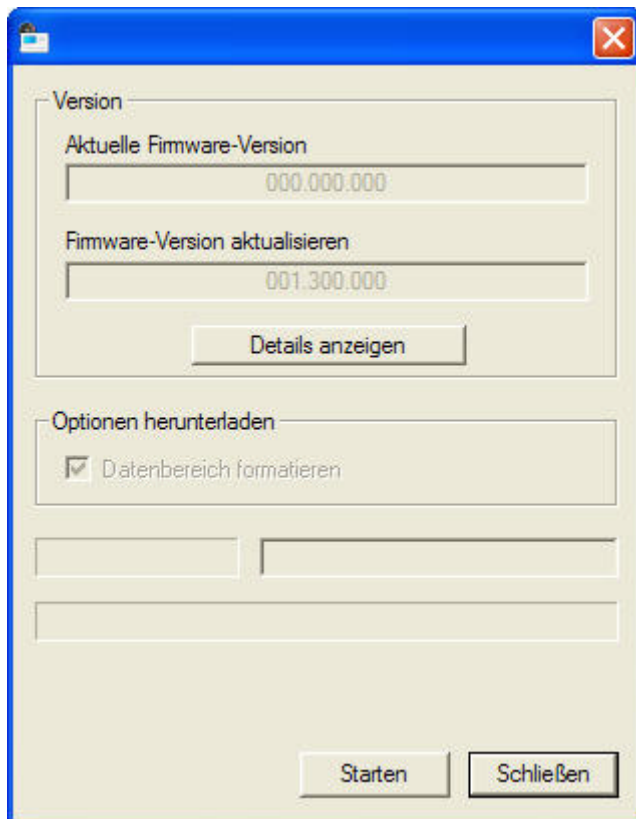 Version
Aktuelle Firmware-Version
000.000.000
Firmware-Version aktualisieren
001.300.000
Details anzeigen
Optionen herunterladen
Datenbereich formatieren
Starten
Schließen